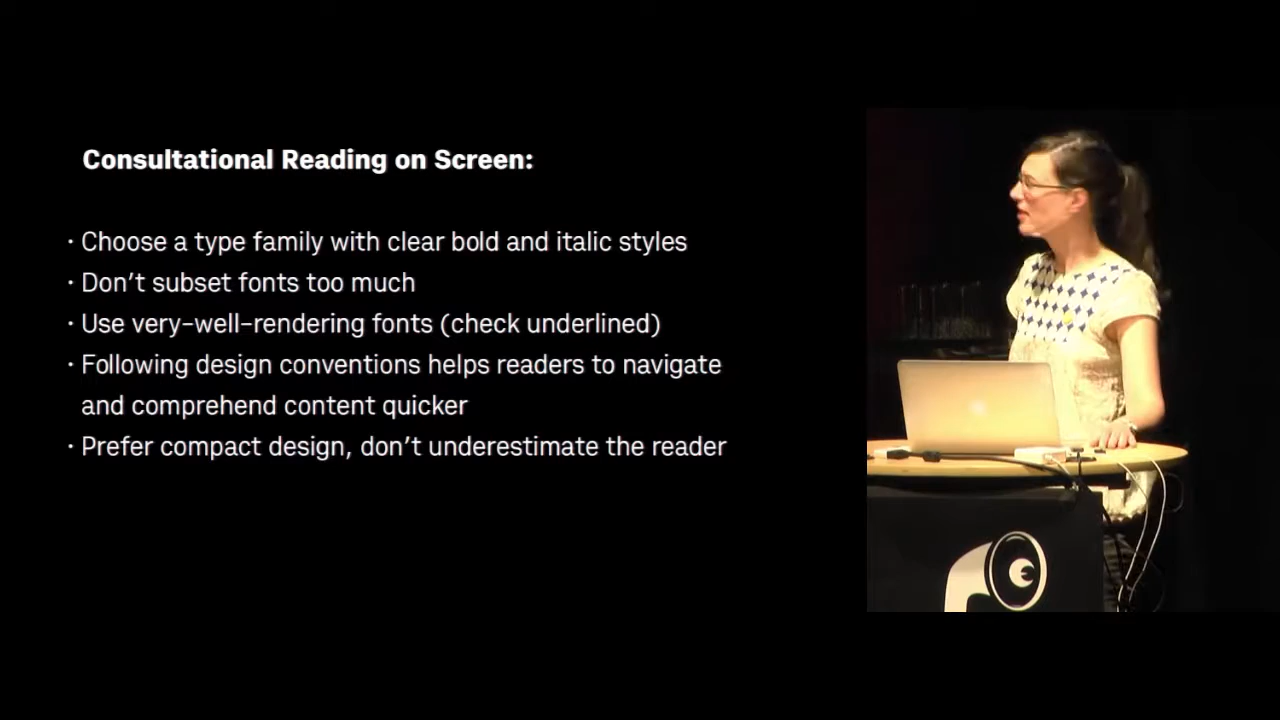 Consultational Reading on Screen:
· Choose a type family with clear bold and italic styles
· Don’t subset fonts too much
· Use very-well-rendering fonts (check underlined)
· Following design conventions helps readers to navigate
and comprehend content quicker
· Prefer compact design, don’t underestimate the reader